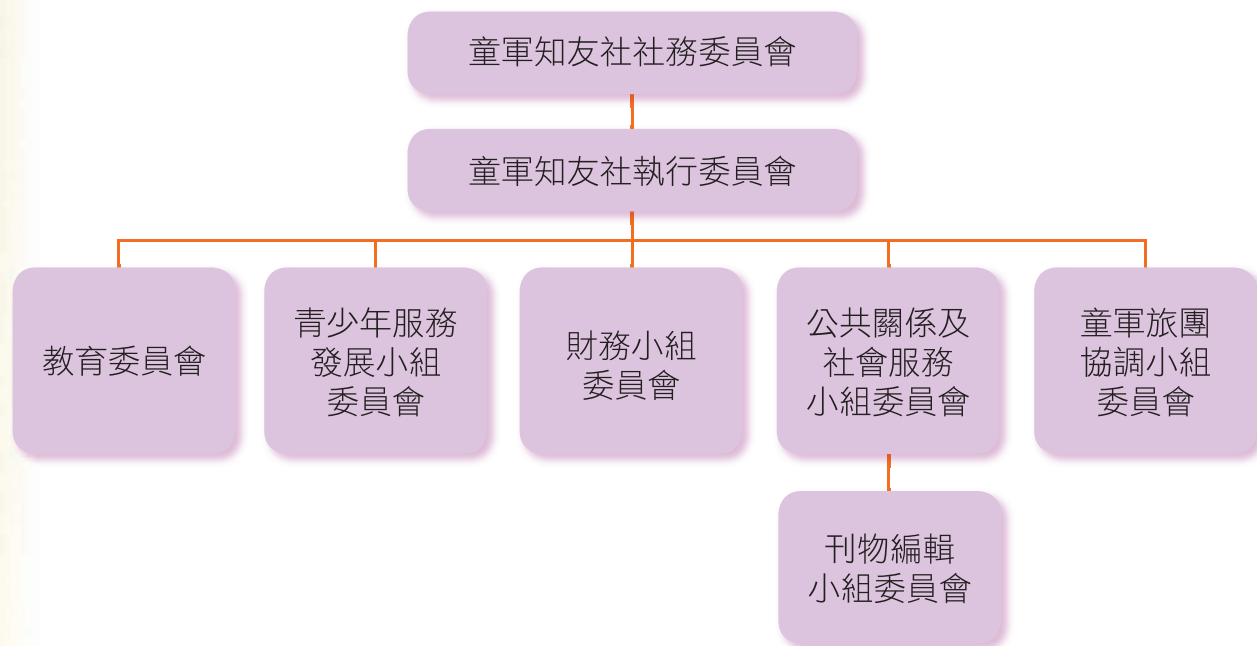 童軍知友社社務委員會
童軍知友社執行委員會
教育委員會
青少年服務
發展小組
委員會
財務小組
委員會
公共關係及
社會服務
小組委員會
童軍旅團
協調小組
委員會
刊物編輯
小組委員會